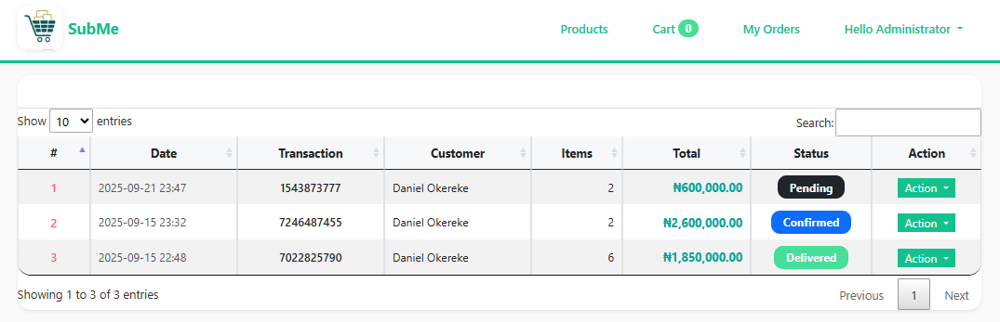 SubMe Products Cart 0 My Orders Hello Administrator
Show 10 entries Search:
# Date Transaction Customer Items Total Status Action
1 2025-09-21 23:47 1543873777 Daniel Okereke 2 ₦600,000.00 Pending Action
2 2025-09-15 23:32 7246487455 Daniel Okereke 2 ₦2,600,000.00 Confirmed Action
3 2025-09-15 22:48 7022825790 Daniel Okereke 6 ₦1,850,000.00 Delivered Action
Showing 1 to 3 of 3 entries Previous 1 Next